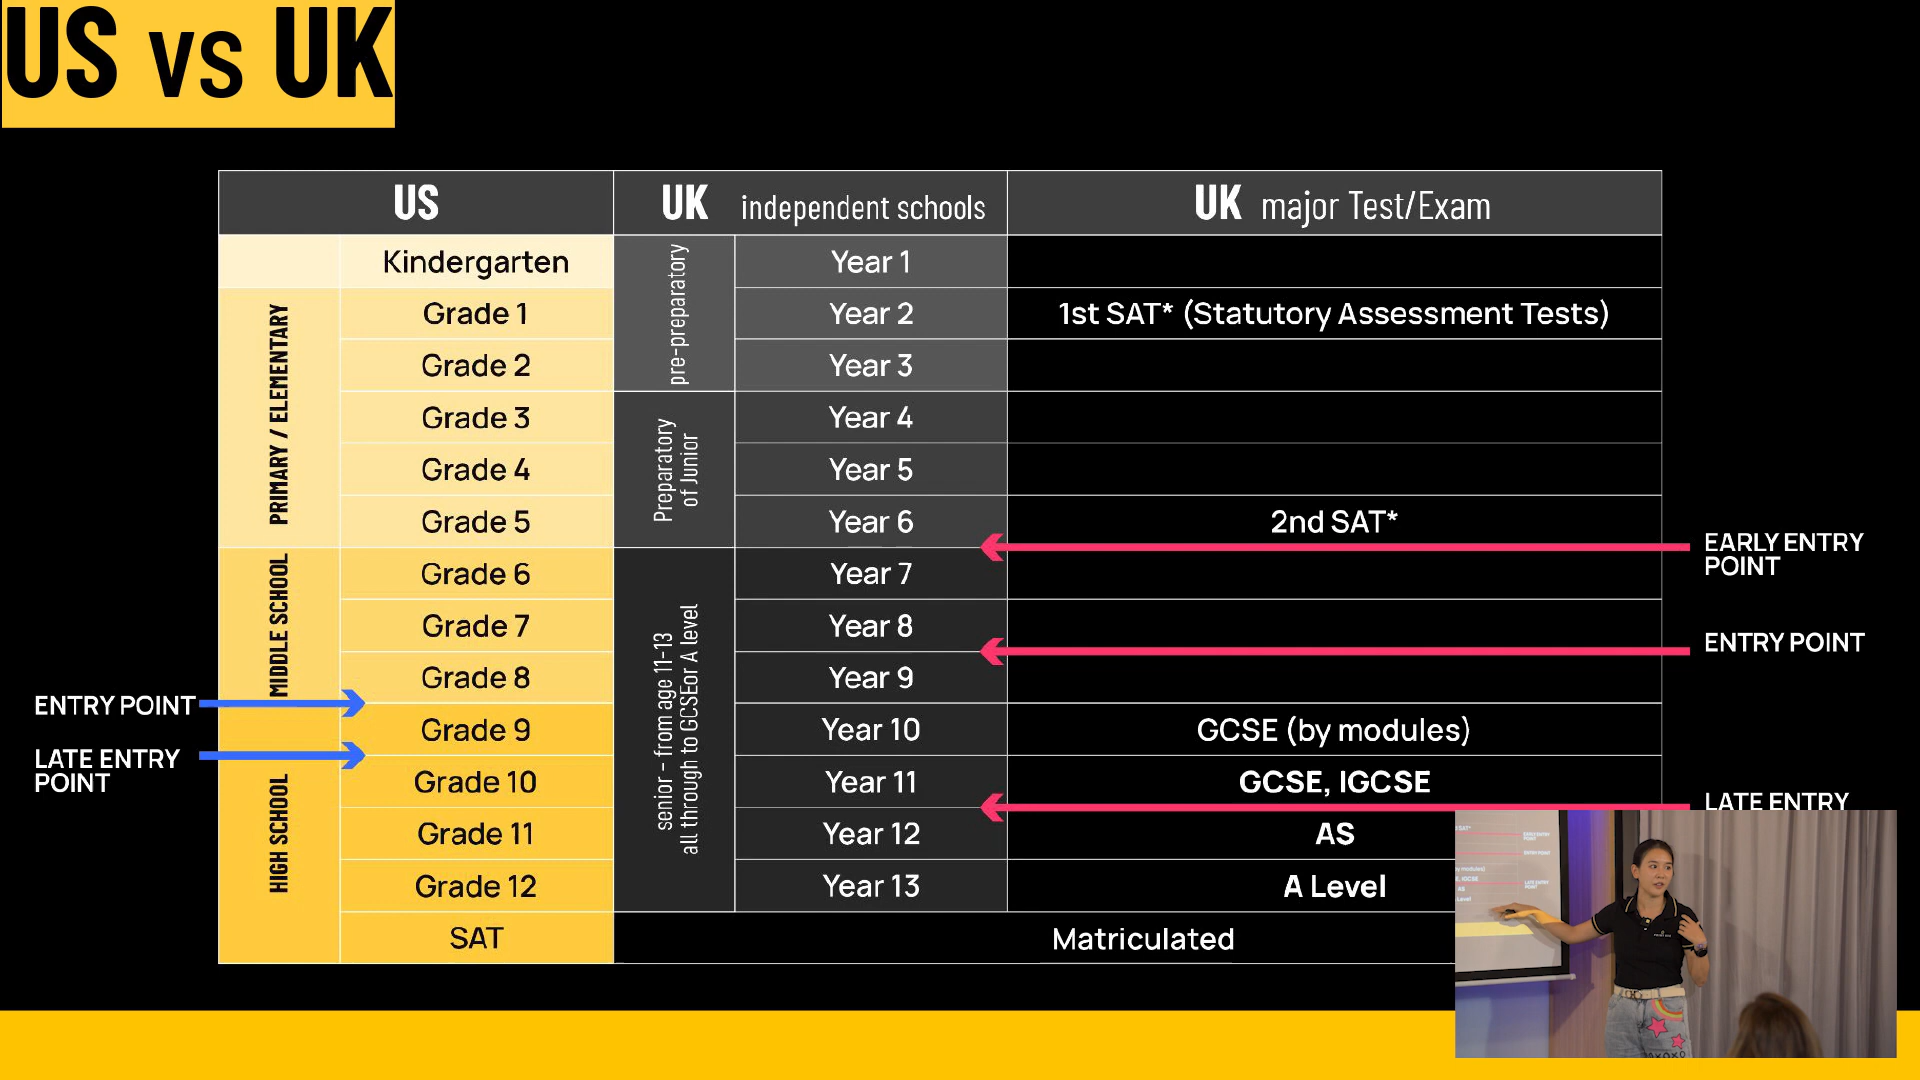 US vs UK
US
UK independent schools
UK major Test/Exam
Kindergarten
Year 1
Grade 1
Year 2
1st SAT* (Statutory Assessment Tests)
Grade 2
Year 3
pre-preparatory
PRIMARY / ELEMENTARY
Grade 3
Year 4
Grade 4
Year 5
Preparatory
of Junior
Grade 5
Year 6
2nd SAT*
EARLY ENTRY
POINT
Grade 6
Year 7
MIDDLE SCHOOL
Grade 7
Year 8
ENTRY POINT
Grade 8
Year 9
ENTRY POINT
Grade 9
Year 10
GCSE (by modules)
senior – from age 11-13
all through to GCSEor A level
LATE ENTRY
POINT
Grade 10
Year 11
GCSE, IGCSE
LATE ENTRY
HIGH SCHOOL
Grade 11
Year 12
AS
Grade 12
Year 13
A Level
SAT
Matriculated